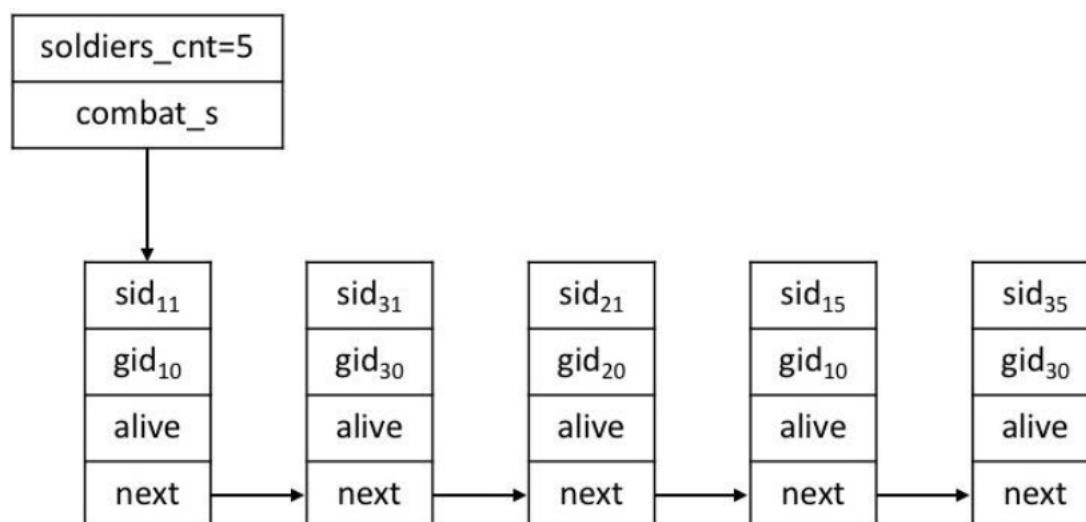 soldiers_cnt=5
combat_s
sid₁₁ sid₃₁ sid₂₁ sid₁₅ sid₃₅
gid₁₀ gid₃₀ gid₂₀ gid₁₀ gid₃₀
alive alive alive alive alive
next next next next next